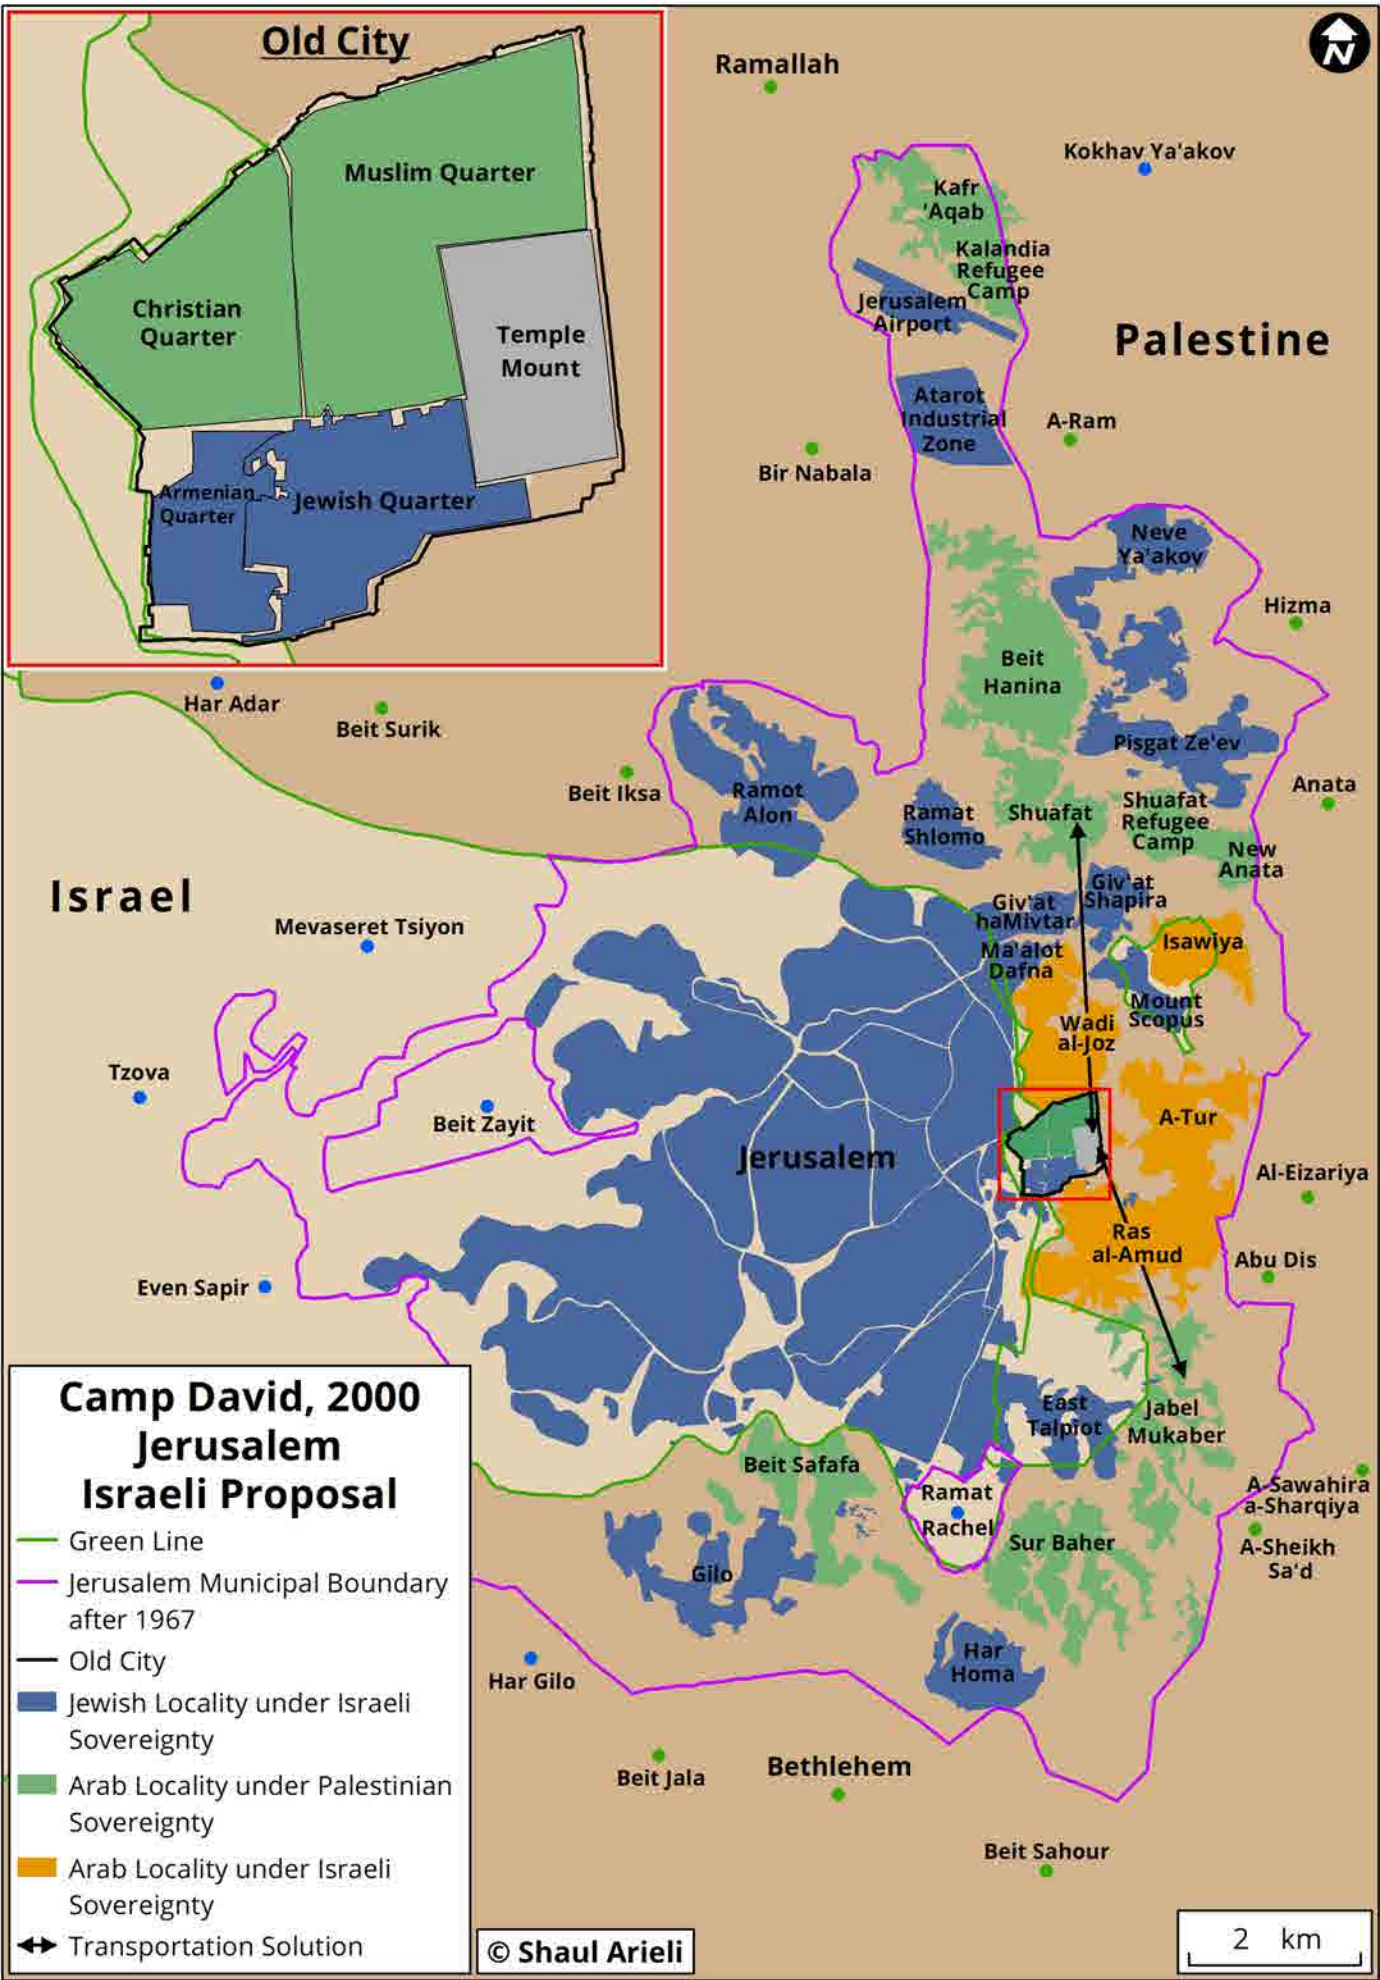 Old City
Muslim Quarter
Christian
Quarter
Temple
Mount
Armenian
Quarter
Jewish Quarter
N
Ramallah
Kokhav Ya'akov
Kafr
'Aqab
Kalandia
Refugee
Camp
Jerusalem
Airport
Palestine
Atarot
Industrial
Zone
A-Ram
Bir Nabala
Neve
Ya'akov
Hizma
Beit
Hanina
Har Adar
Beit Surik
Pisgat Ze'ev
Beit Iksa
Ramot
Alon
Ramat
Shlomo
Shuafat
Shuafat
Refugee
Camp
Anata
New
Anata
Israel
Giv'at
Shapira
Giv'at
haMivtar
Mevaseret Tsiyon
Ma'alot
Dafna
Isawiya
Mount
Scopus
Wadi
al-Joz
Tzova
Beit Zayit
A-Tur
Jerusalem
Al-Eizariya
Ras
al-Amud
Abu Dis
Even Sapir
East
Talpiot
Jabel
Mukaber
Beit Safafa
Ramat
Rachel
A-Sawahira
a-Sharqiya
Sur Baher
A-Sheikh
Sa'd
Gilo
Har
Homa
Har Gilo
Beit Jala
Bethlehem
Beit Sahour
Camp David, 2000
Jerusalem
Israeli Proposal
Green Line
Jerusalem Municipal Boundary
after 1967
Old City
Jewish Locality under Israeli
Sovereignty
Arab Locality under Palestinian
Sovereignty
Arab Locality under Israeli
Sovereignty
Transportation Solution
© Shaul Arieli
2 km